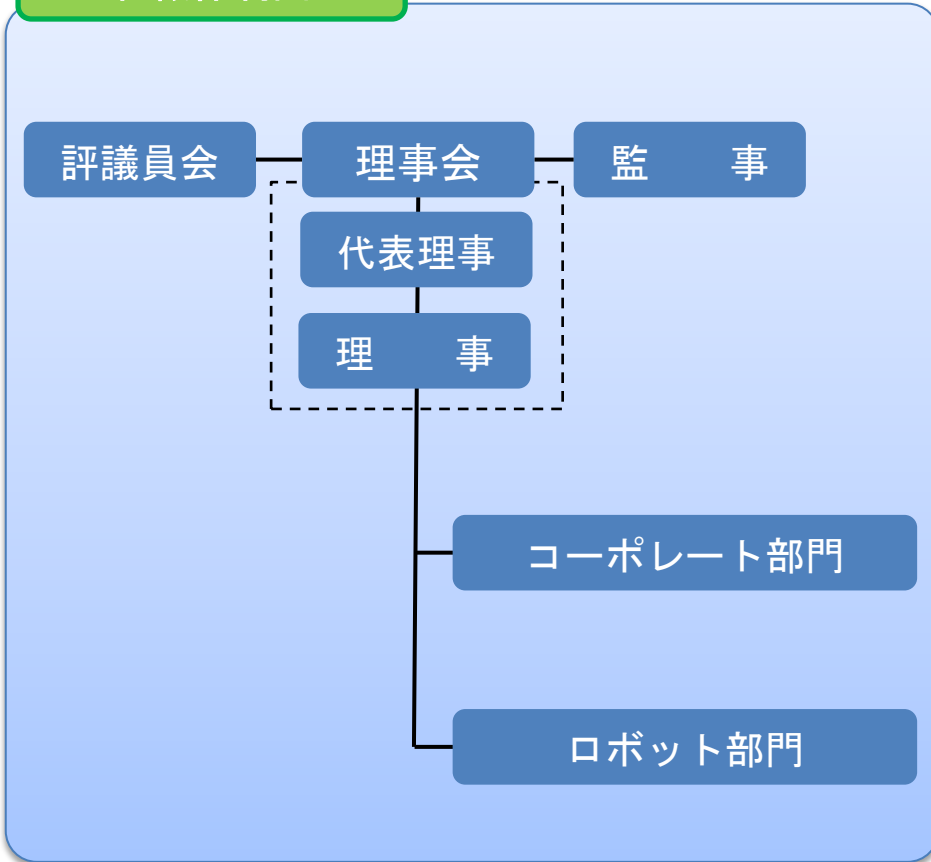 評議員会 理事会 監 事
代表理事
理 事
コーポレート部門
ロボット部門